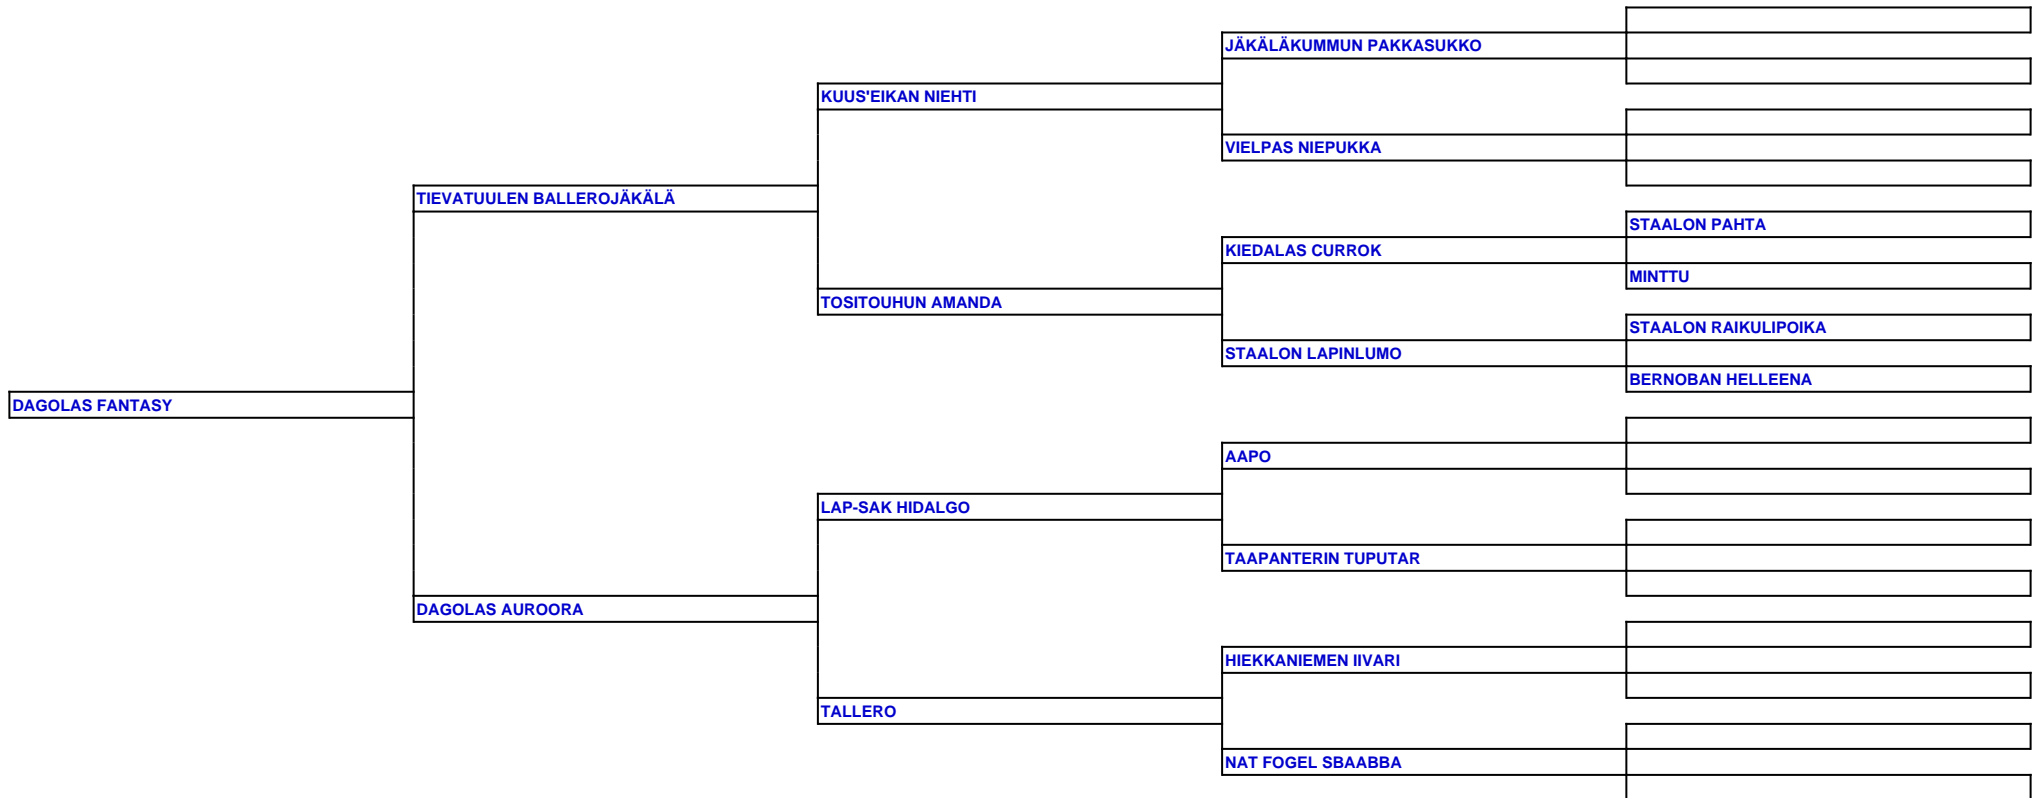 JÄKÄLÄKUMMUN PAKKASUKKO
KUUS'EIKAN NIEHTI
VIELPAS NIEPUKKA
TIEVATUULEN BALLEROJÄKÄLÄ
STAALON PAHTA
KIEDALAS CURROK
MINTTU
TOSITOUHUN AMANDA
STAALON RAIKULIPOIKA
STAALON LAPINLUMO
BERNOBAN HELLEENA
DAGOLAS FANTASY
AAPO
LAP-SAK HIDALGO
TAAPANTERIN TUPUTAR
DAGOLAS AUROORA
HIEKKANIEMEN IIVARI
TALLERO
NAT FOGEL SBAABBA